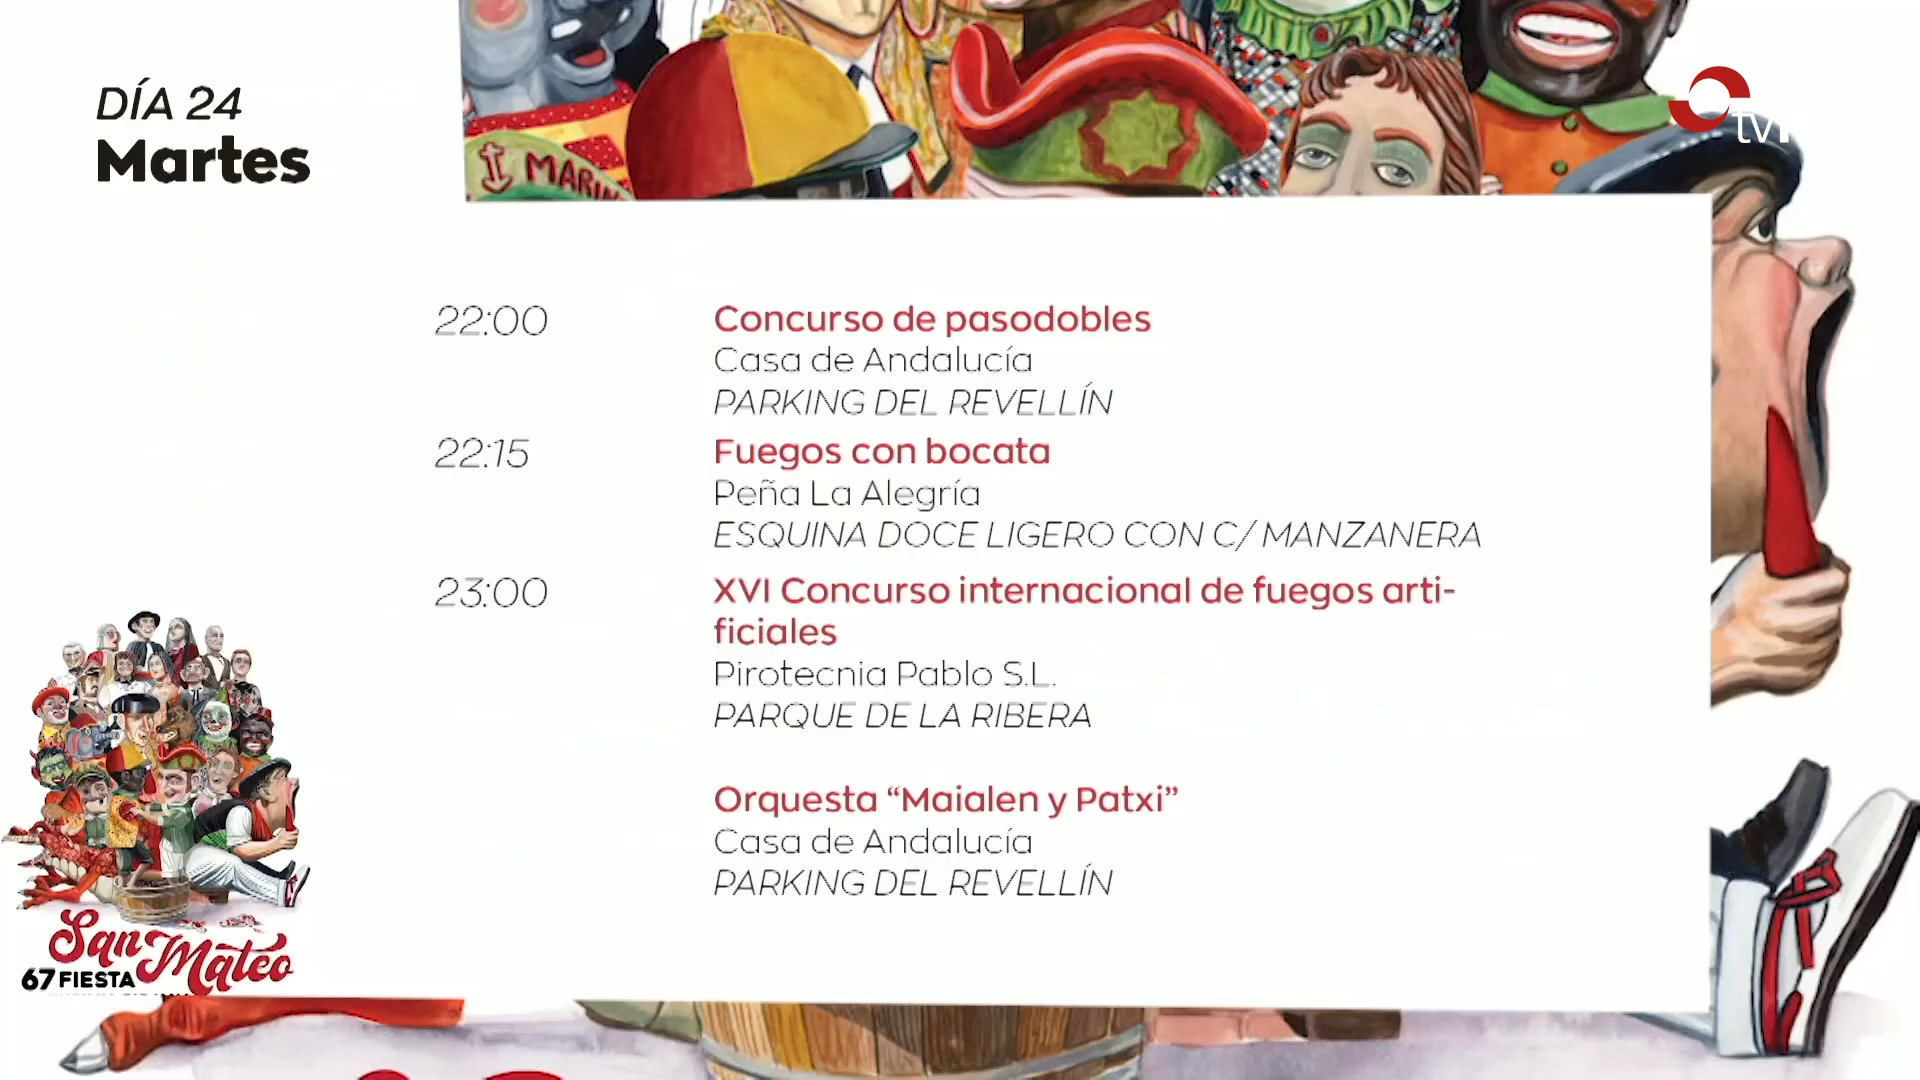 DÍA 24
Martes
tvr
MARIN
22:00
Concurso de pasodobles
Casa de Andalucía
PARKING DEL REVELLÍN
22:15
Fuegos con bocata
Peña La Alegría
ESQUINA DOCE LIGERO CON C/ MANZANERA
23:00
XVI Concurso internacional de fuegos arti-
ficiales
Pirotecnia Pablo S.L.
PARQUE DE LA RIBERA
Orquesta “Maialen y Patxi”
Casa de Andalucía
PARKING DEL REVELLÍN
San Mateo
67 FIESTA